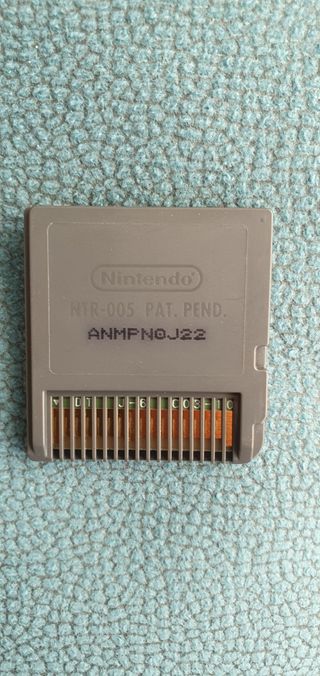 Nintendo
NTR-005 PAT. PEND.
ANMPN0J22